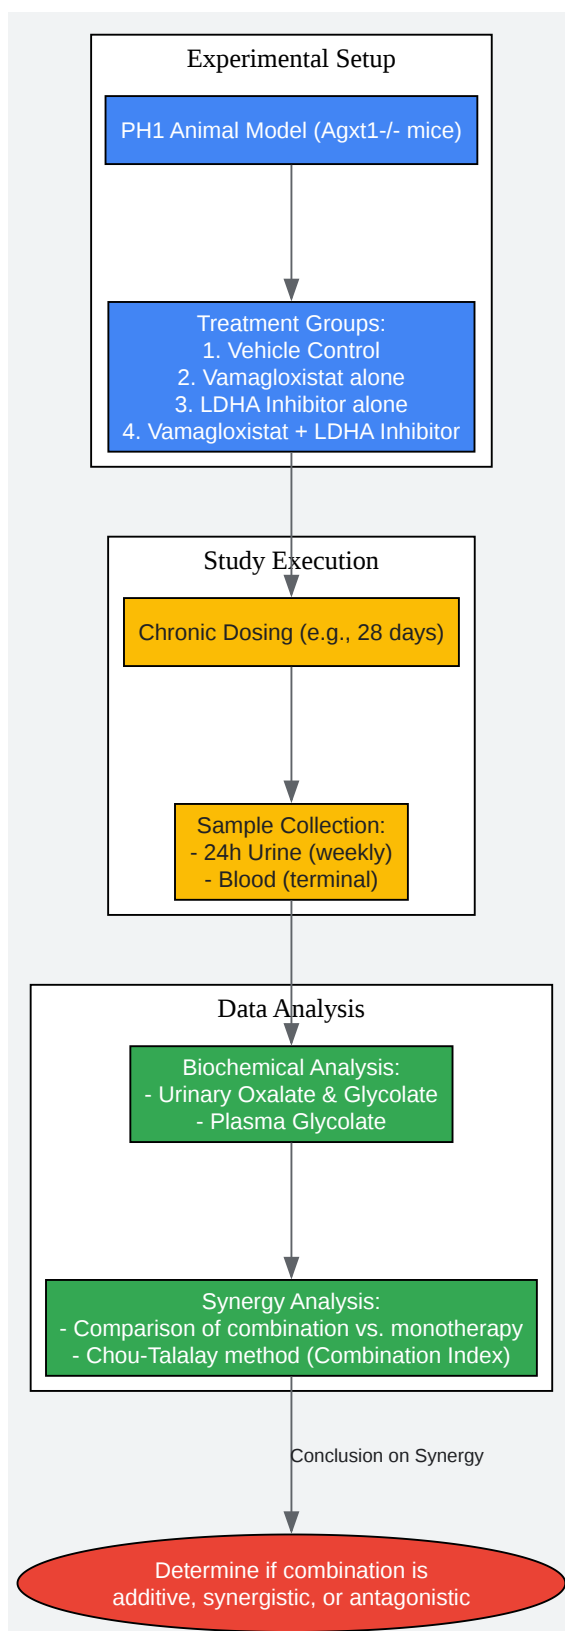 Experimental Setup
PH1 Animal Model (Agxt1-/- mice)
Treatment Groups:
1. Vehicle Control
2. Vamagloxistat alone
3. LDHA Inhibitor alone
4. Vamagloxistat + LDHA Inhibitor
Study Execution
Chronic Dosing (e.g., 28 days)
Sample Collection:
- 24h Urine (weekly)
- Blood (terminal)
Data Analysis
Biochemical Analysis:
- Urinary Oxalate & Glycolate
- Plasma Glycolate
Synergy Analysis:
- Comparison of combination vs. monotherapy
- Chou-Talalay method (Combination Index)
Conclusion on Synergy
Determine if combination is
additive, synergistic, or antagonistic